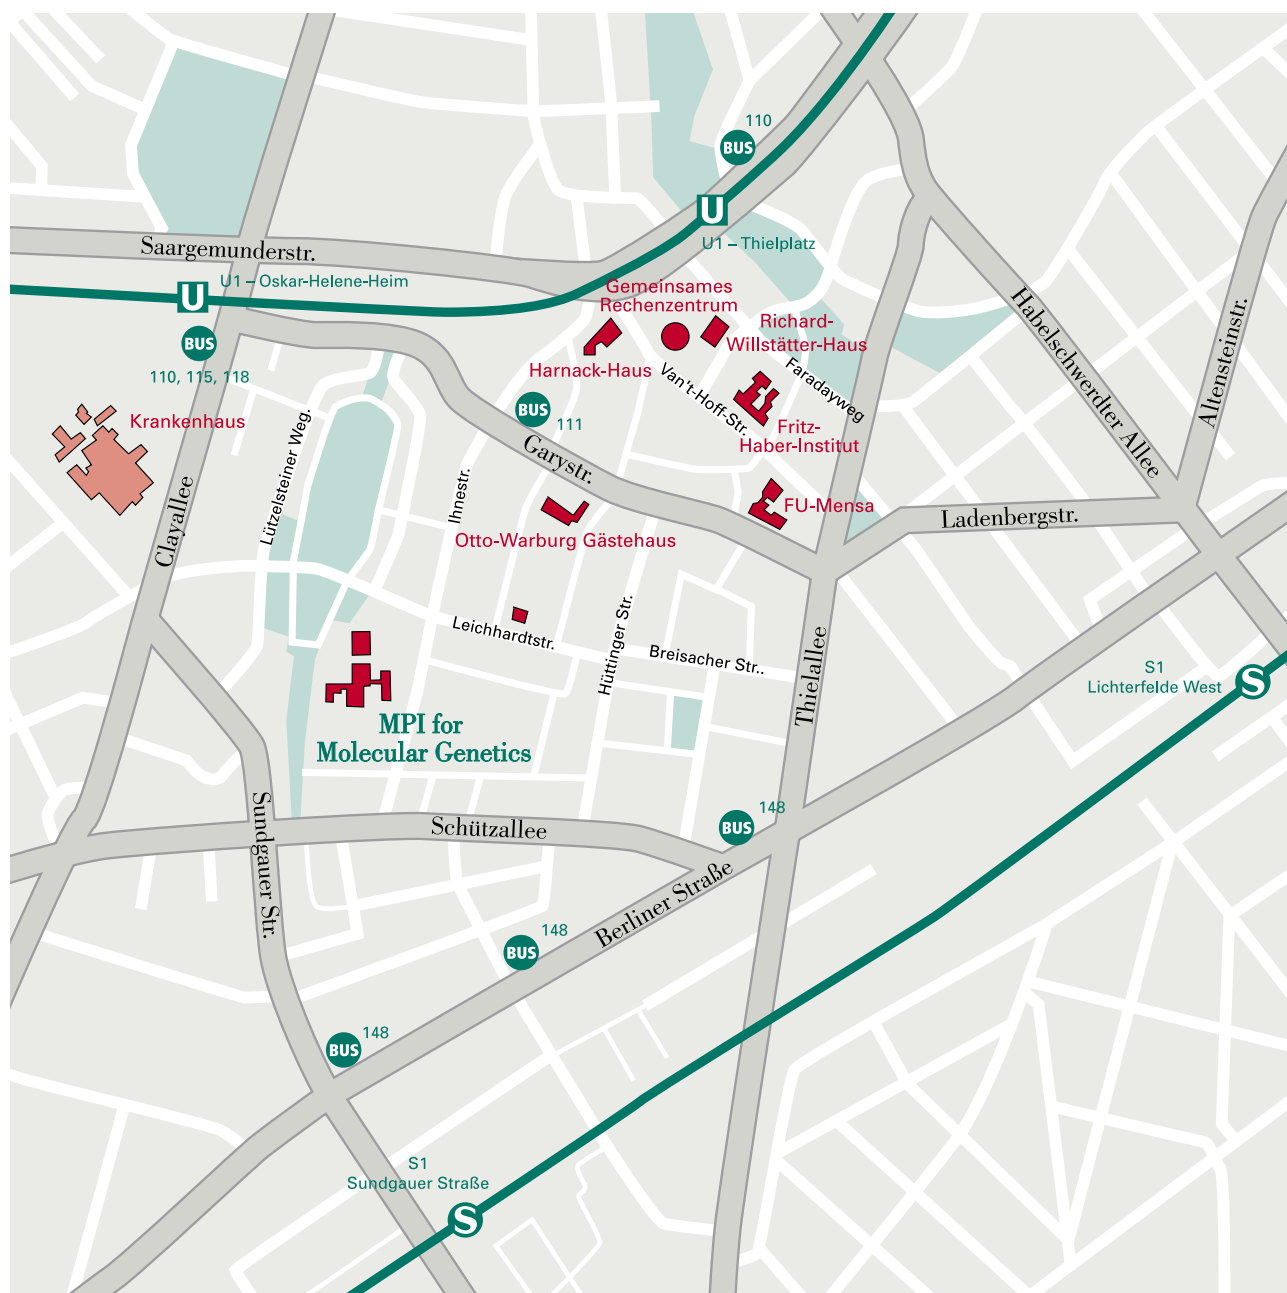 110
BUS
U
U1 – Thielplatz
Saargemunderstr.
U1 – Oskar-Helene-Heim
U
BUS
110, 115, 118
Gemeinsames
Rechenzentrum
Richard-
Willstätter-Haus
Harnack-Haus
Van't-Hoff-Str.
Faradayweg
Habelschwerdter Allee
Altensteinstr.
Krankenhaus
BUS
111
Fritz-
Haber-Institut
Garystr.
Lützelsteiner Weg.
Ihnestr.
Clayallee
FU-Mensa
Ladenbergstr.
Otto-Warburg Gästehaus
Leichhardtstr.
Hüttinger Str.
Breisacher Str..
Thielallee
S1
Lichterfelde West
S
MPI for
Molecular Genetics
Sundgauer Str.
Schützallee
148
BUS
Berliner Straße
148
BUS
148
BUS
S1
Sundgauer Straße
S